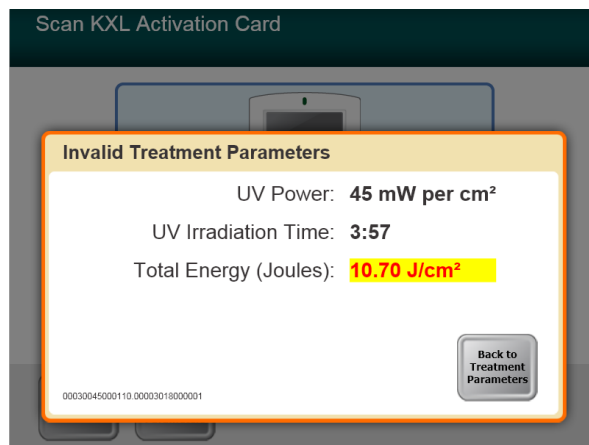 Scan KXL Activation Card
Invalid Treatment Parameters
UV Power: 45 mW per cm²
UV Irradiation Time: 3:57
Total Energy (Joules): 10.70 J/cm²
Back to
Treatment
Parameters
00030045000110.00003018000001